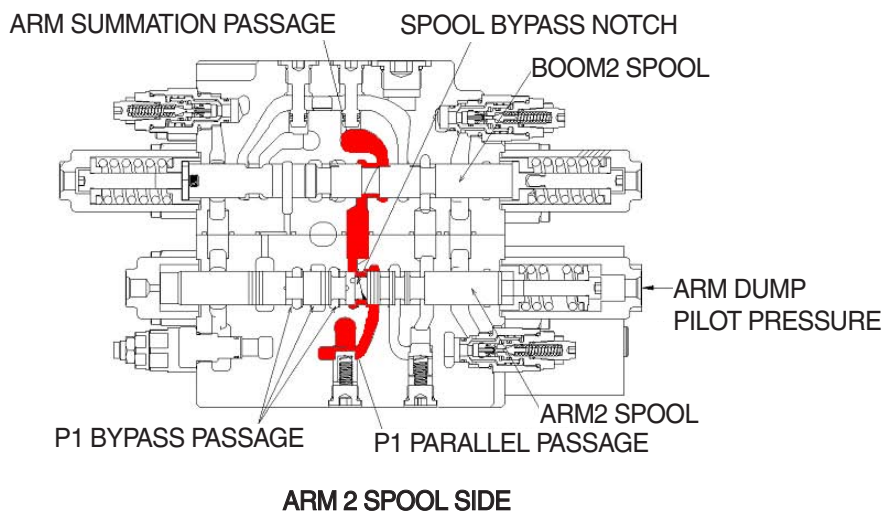 ARM SUMMATION PASSAGE
SPOOL BYPASS NOTCH
BOOM2 SPOOL
ARM DUMP
PILOT PRESSURE
ARM2 SPOOL
P1 BYPASS PASSAGE
P1 PARALLEL PASSAGE
ARM 2 SPOOL SIDE